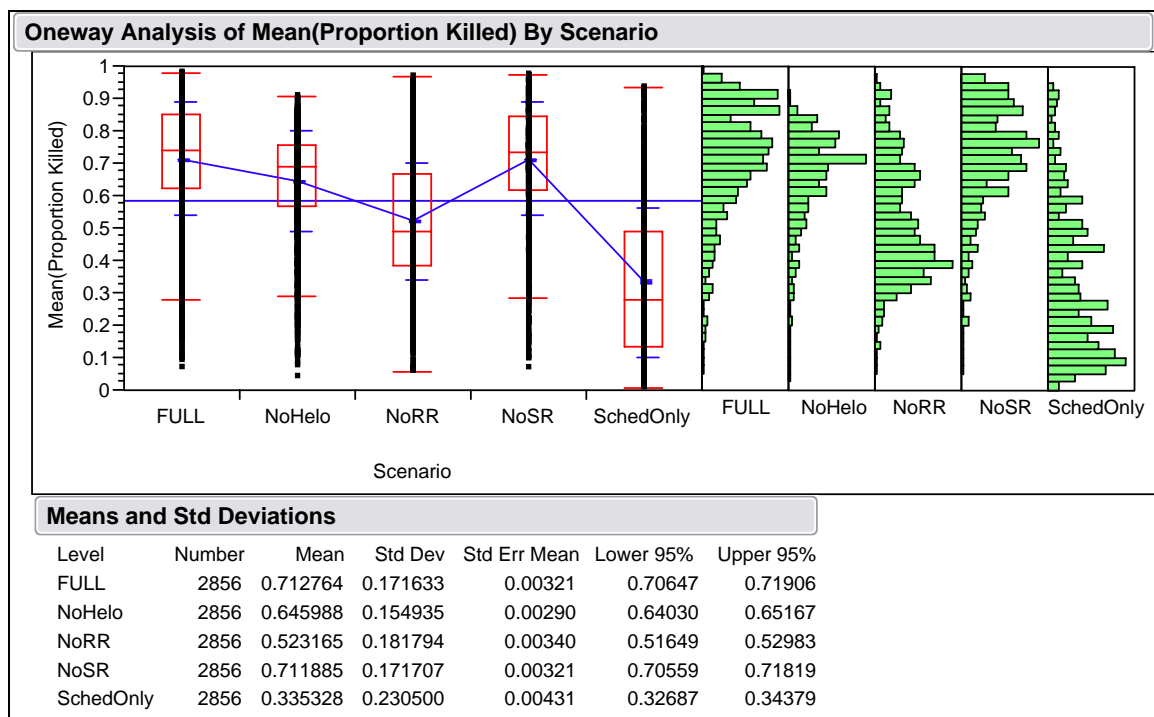 Oneway Analysis of Mean(Proportion Killed) By Scenario
Mean(Proportion Killed)
1
0.9
0.8
0.7
0.6
0.5
0.4
0.3
0.2
0.1
0
FULL NoHelo NoRR NoSR SchedOnly
FULL NoHelo NoRR NoSR SchedOnly
Scenario
Means and Std Deviations
Level Number Mean Std Dev Std Err Mean Lower 95% Upper 95%
FULL 2856 0.712764 0.171633 0.00321 0.70647 0.71906
NoHelo 2856 0.645988 0.154935 0.00290 0.64030 0.65167
NoRR 2856 0.523165 0.181794 0.00340 0.51649 0.52983
NoSR 2856 0.711885 0.171707 0.00321 0.70559 0.71819
SchedOnly 2856 0.335328 0.230500 0.00431 0.32687 0.34379